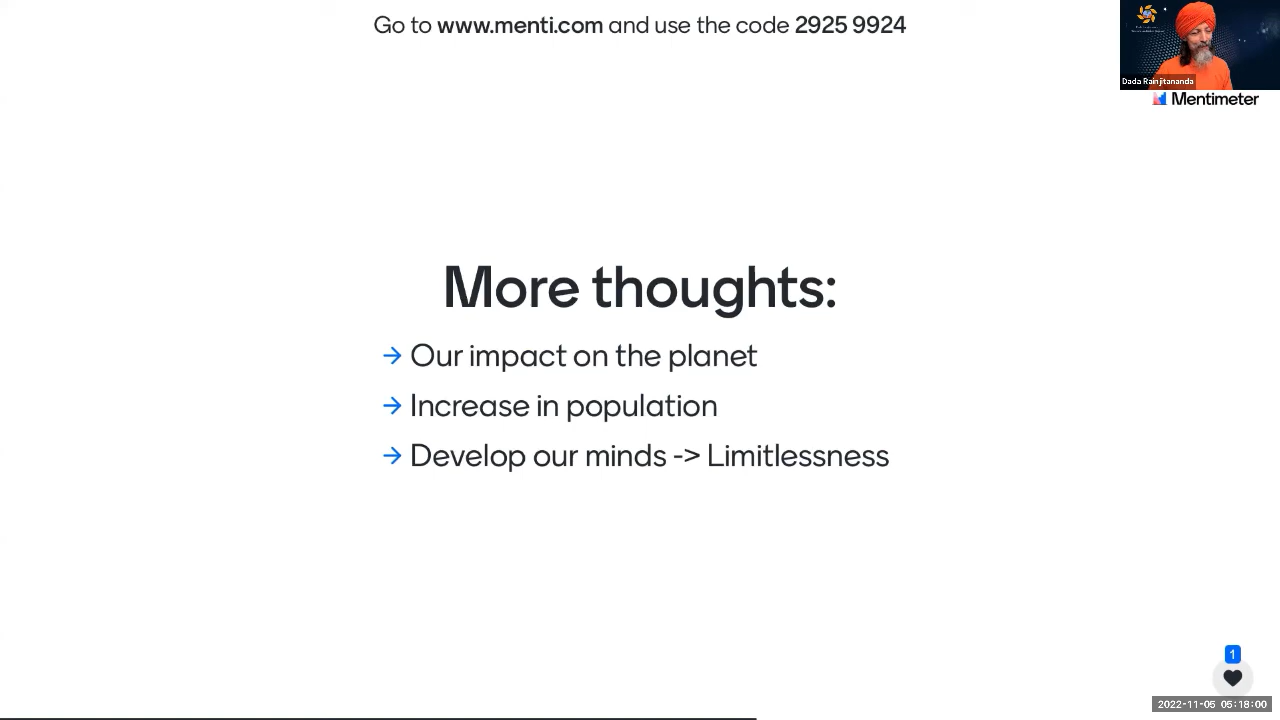 Go to www.menti.com and use the code 2925 9924
Dada Rainjitananda
Mentimeter
More thoughts:
→ Our impact on the planet
→ Increase in population
→ Develop our minds -> Limitlessness
1
2022-11-05 05:18:00